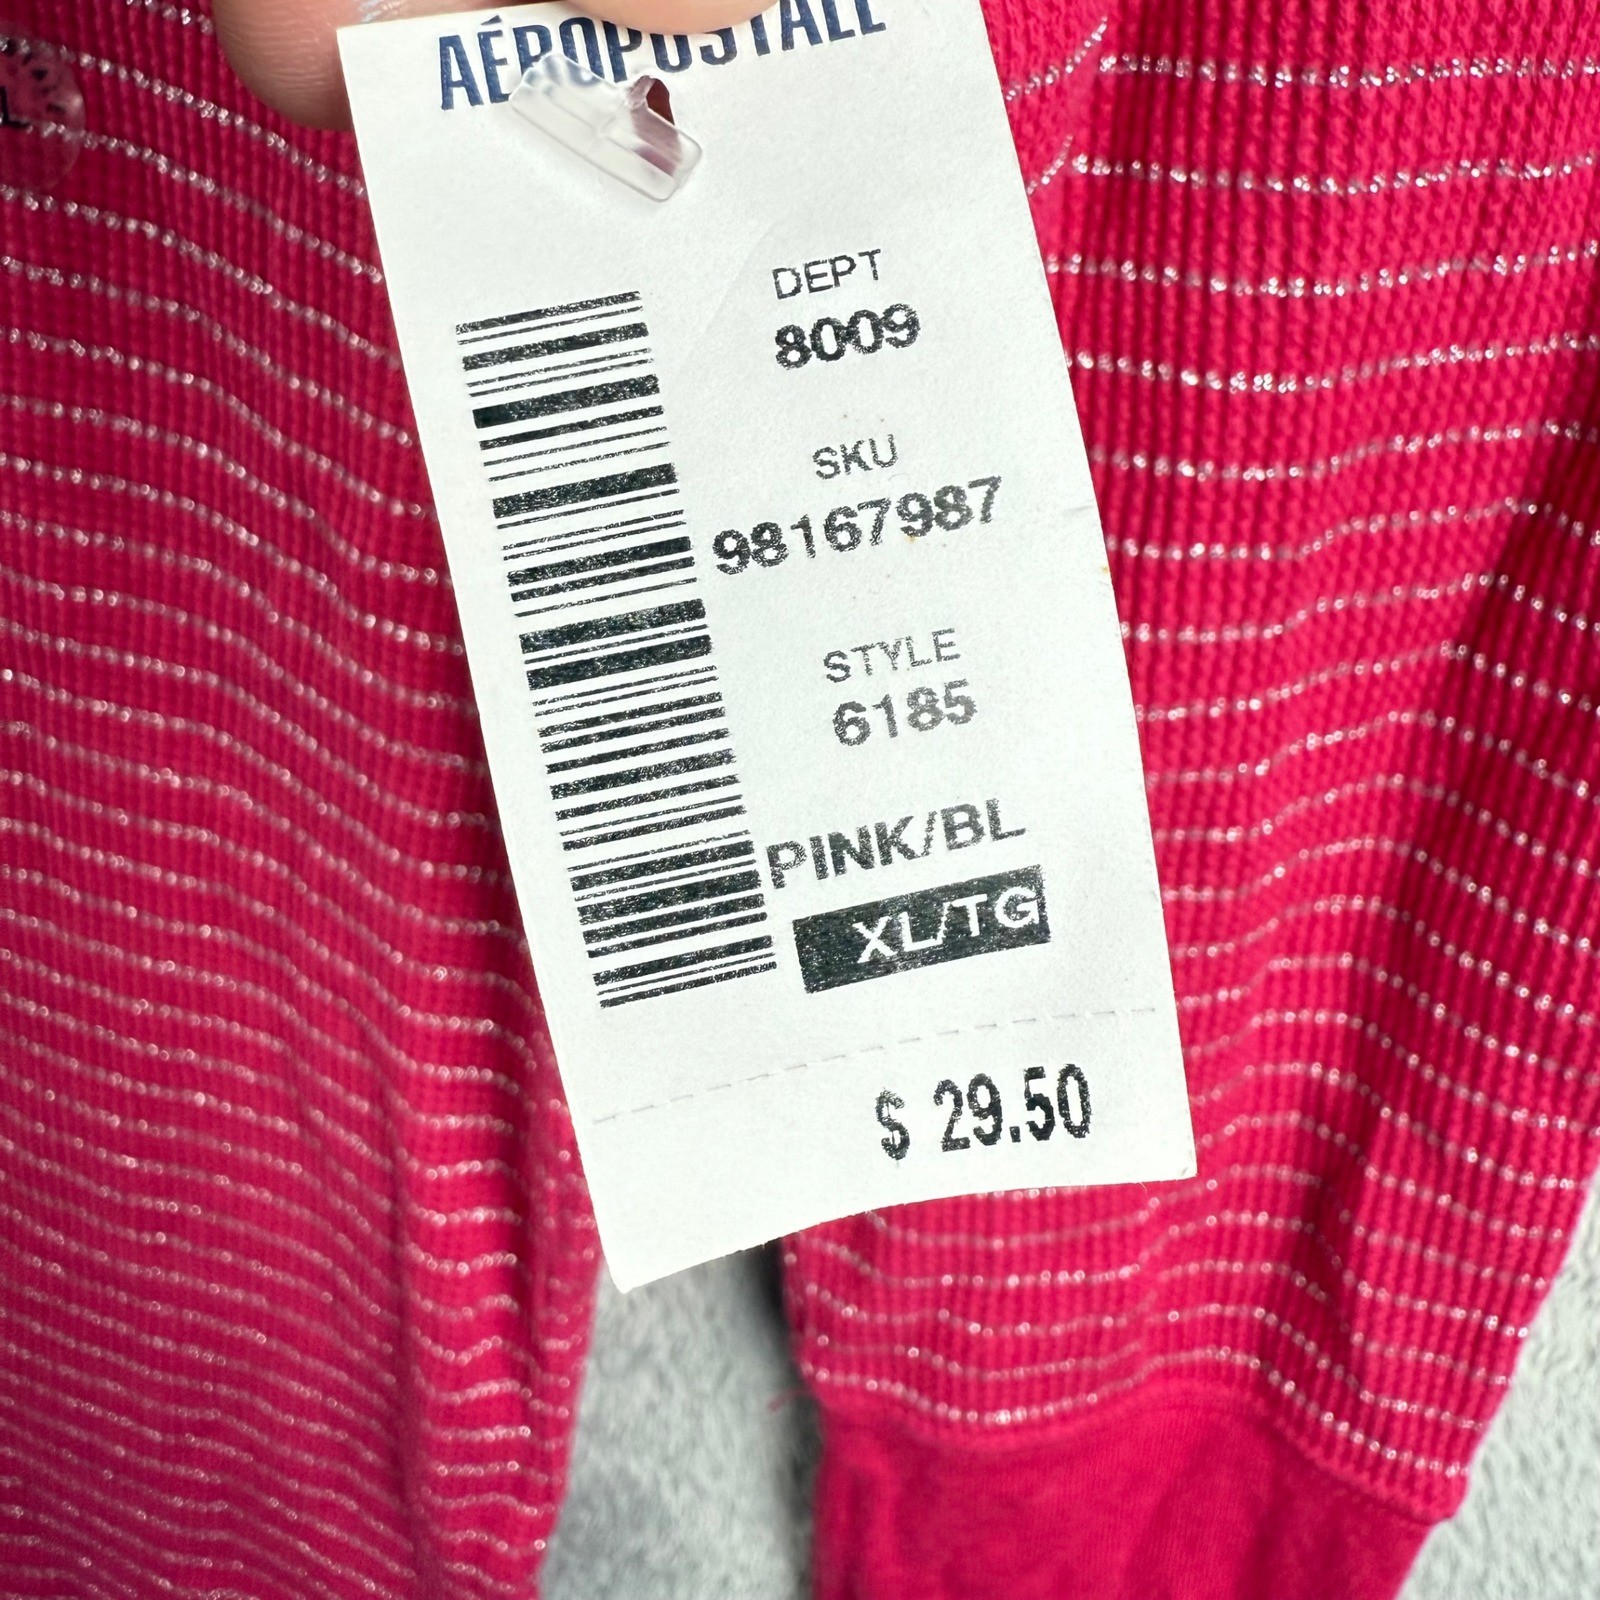 AÉROPOSTALE
DEPT
8009
SKU
98167987
STYLE
6185
PINK/BL
XL/TG
$ 29.50
L